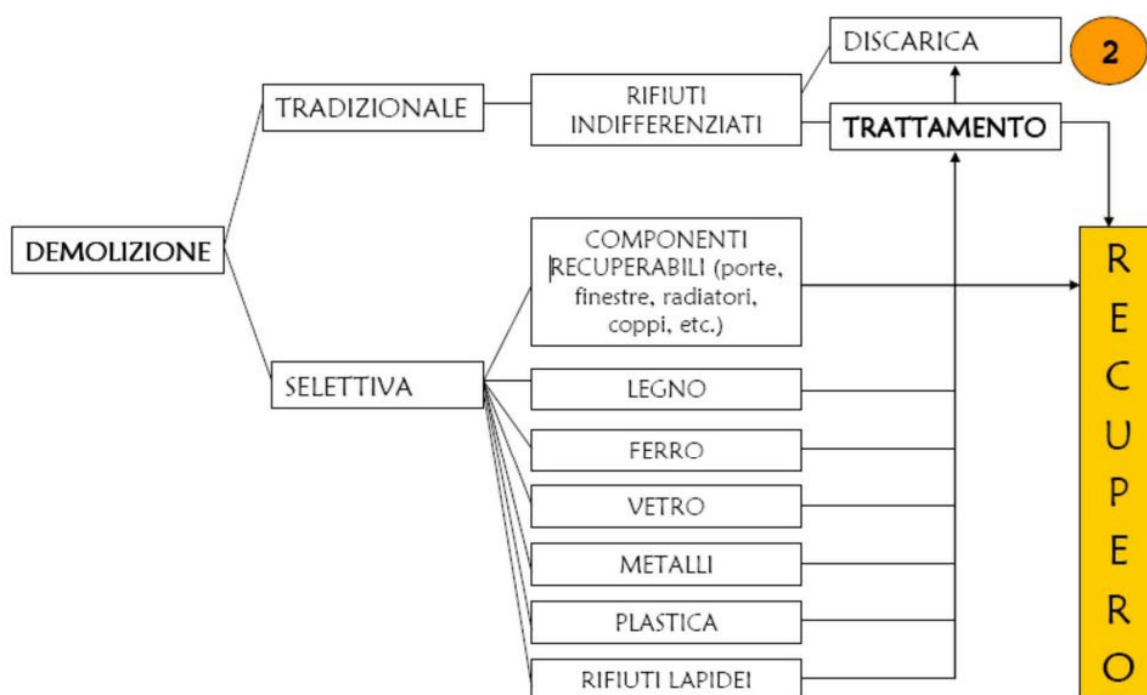 DISCARICA
2
TRADIZIONALE
RIFIUTI
INDIFFERENZIATI
TRATTAMENTO
DEMOLIZIONE
COMPONENTI
RECUPERABILI (porte,
finestre, radiatori,
coppi, etc.)
SELETTIVA
LEGNO
FERRO
VETRO
METALLI
PLASTICA
RIFIUTI LAPIDEI
R
E
C
U
P
E
R
O